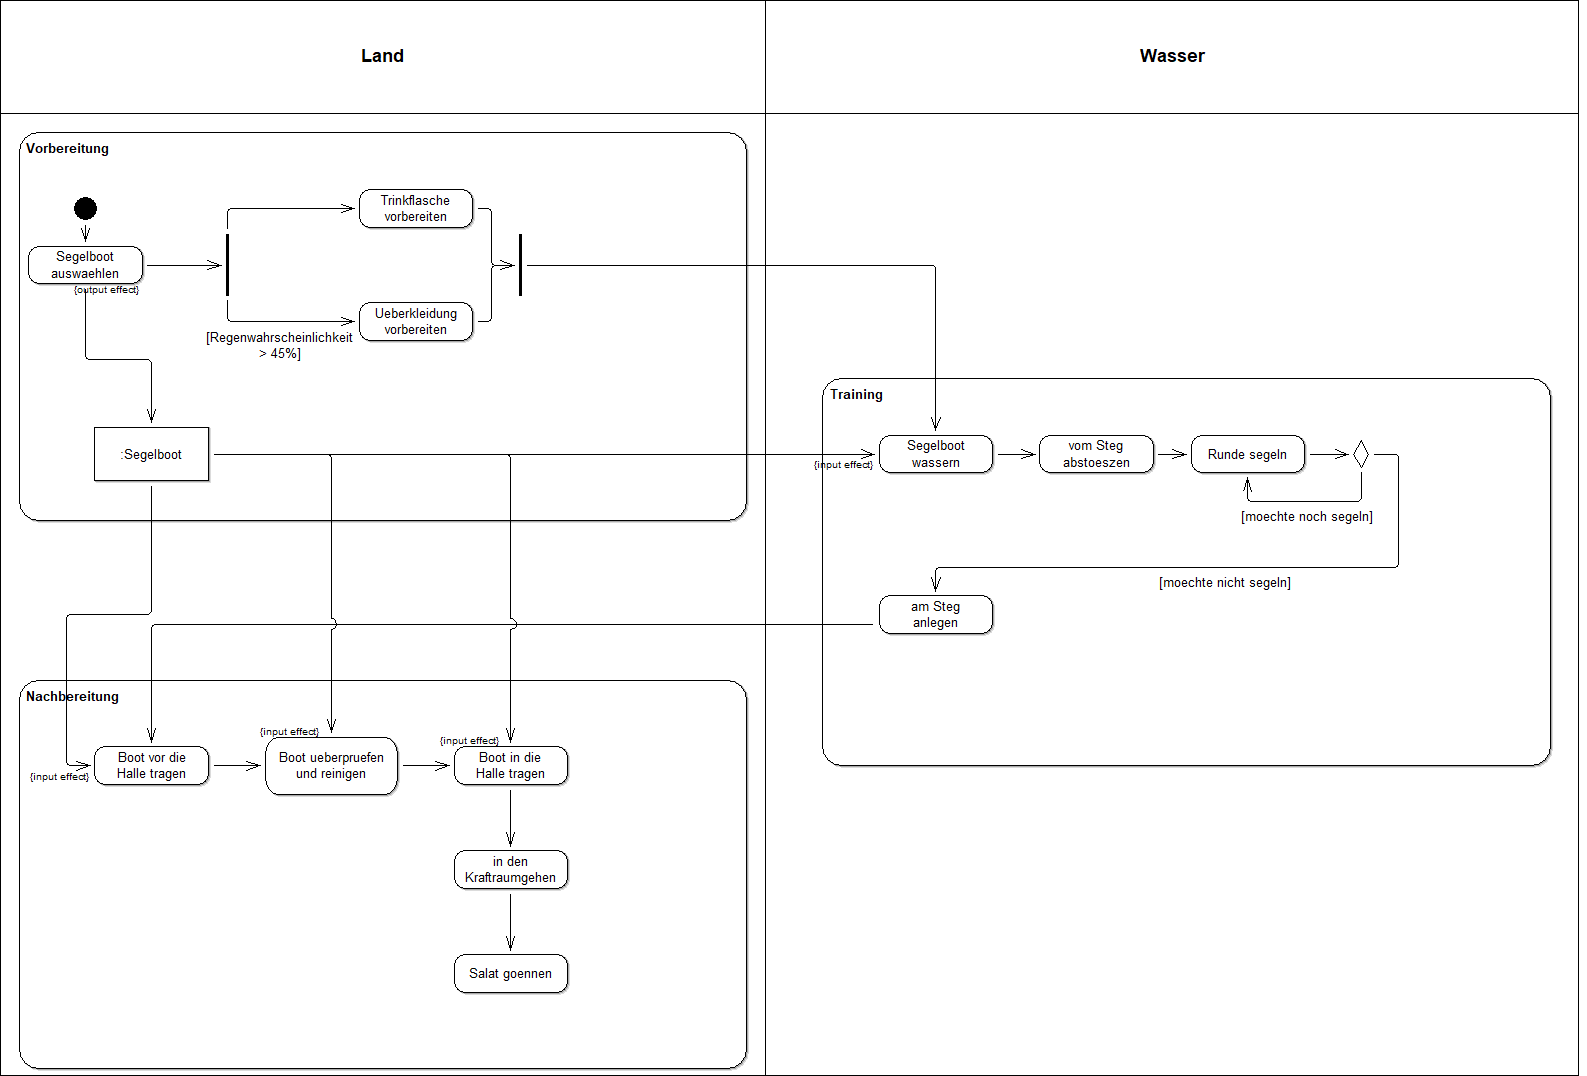 Land
Wasser
Vorbereitung
Trinkflasche
vorbereiten
Segelboot
auswaehlen
{output effect}
Ueberkleidung
vorbereiten
[Regenwahrscheinlichkeit
> 45%]
:Segelboot
Training
Segelboot
wassern
{input effect}
vom Steg
abstoeszen
Runde segeln
[moechte noch segeln]
[moechte nicht segeln]
am Steg
anlegen
Nachbereitung
Boot vor die
Halle tragen
{input effect}
{input effect}
Boot ueberpruefen
und reinigen
{input effect}
Boot in die
Halle tragen
in den
Kraftraumgehen
Salat goennen